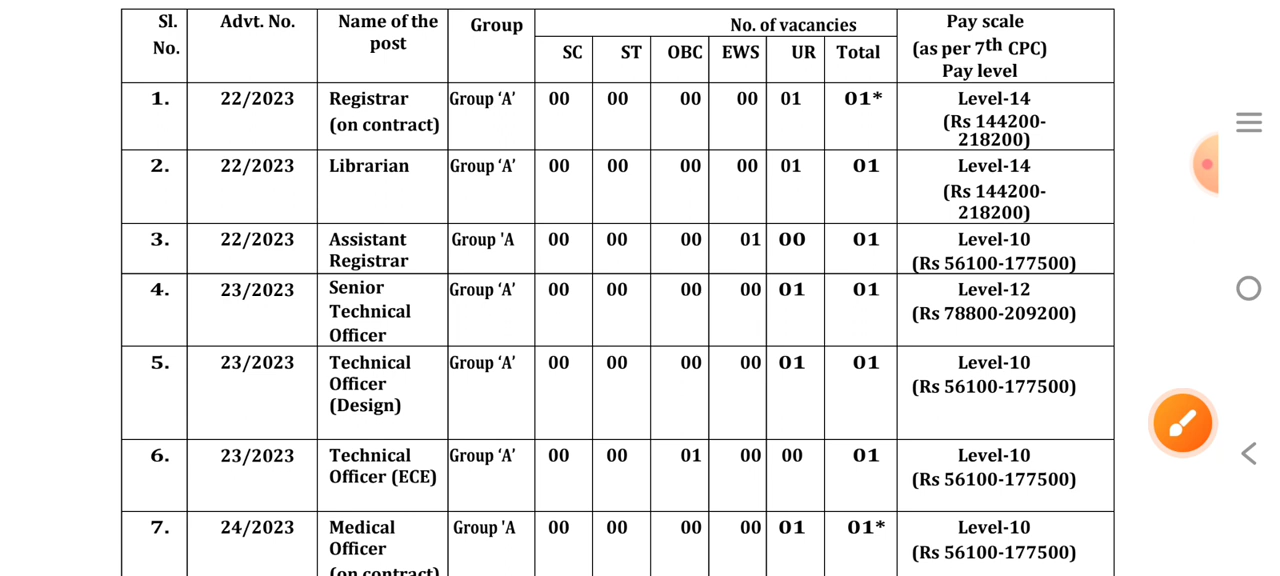 Sl. No. Advt. No. Name of the post Group No. of vacancies Pay scale (as per 7th CPC) Pay level
SC ST OBC EWS UR Total
1. 22/2023 Registrar (on contract) Group ‘A’ 00 00 00 00 01 01* Level-14 (Rs 144200-218200)
2. 22/2023 Librarian Group ‘A’ 00 00 00 00 01 01 Level-14 (Rs 144200-218200)
3. 22/2023 Assistant Registrar Group 'A 00 00 00 01 00 01 Level-10 (Rs 56100-177500)
4. 23/2023 Senior Technical Officer Group ‘A’ 00 00 00 00 01 01 Level-12 (Rs 78800-209200)
5. 23/2023 Technical Officer (Design) Group ‘A’ 00 00 00 00 01 01 Level-10 (Rs 56100-177500)
6. 23/2023 Technical Officer (ECE) Group ‘A’ 00 00 01 00 00 01 Level-10 (Rs 56100-177500)
7. 24/2023 Medical Officer (on contract) Group 'A 00 00 00 00 01 01* Level-10 (Rs 56100-177500)